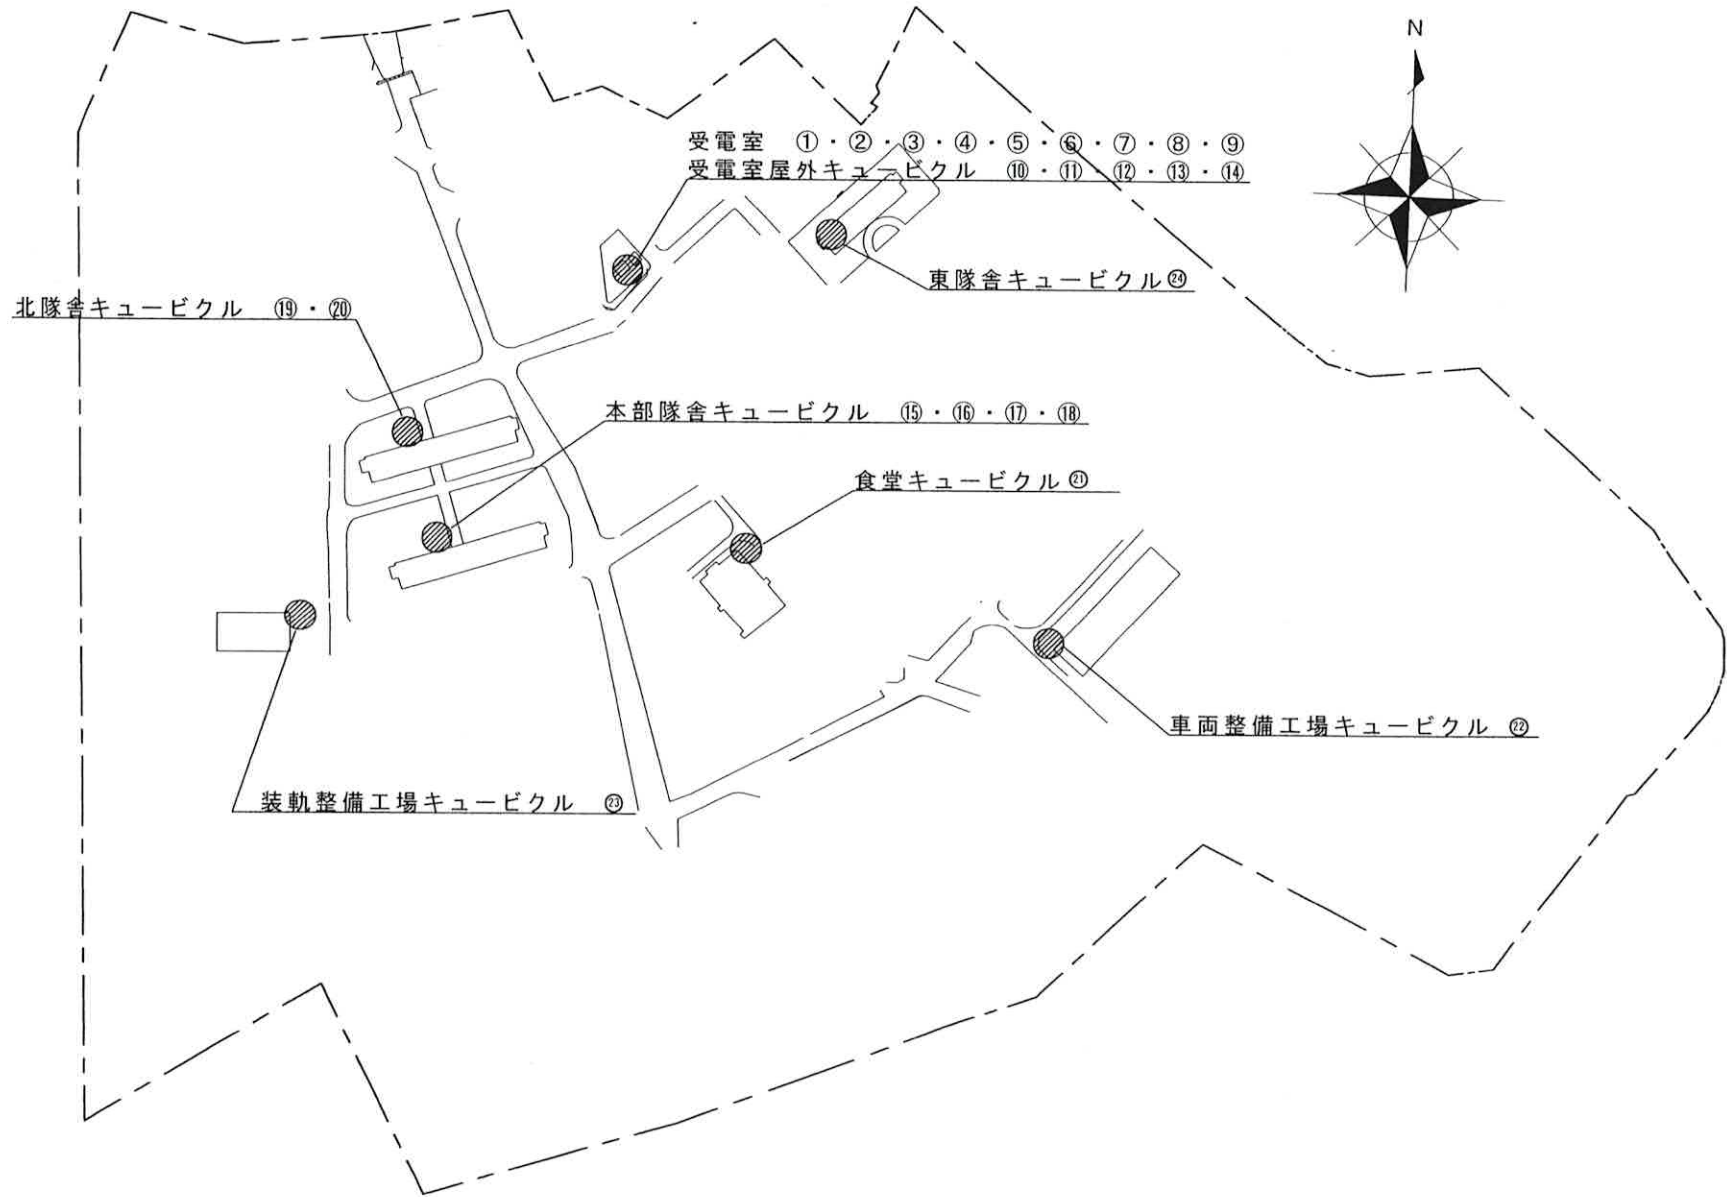 N
受電室 ①・②・③・④・⑤・⑥・⑦・⑧・⑨
受電室屋外キュービクル ⑩・⑪・⑫・⑬・⑭
東隊舎キュービクル㉔
北隊舎キュービクル ⑲・⑳
本部隊舎キュービクル ⑮・⑯・⑰・⑱
食堂キュービクル㉑
車両整備工場キュービクル ㉒
装軌整備工場キュービクル ㉓